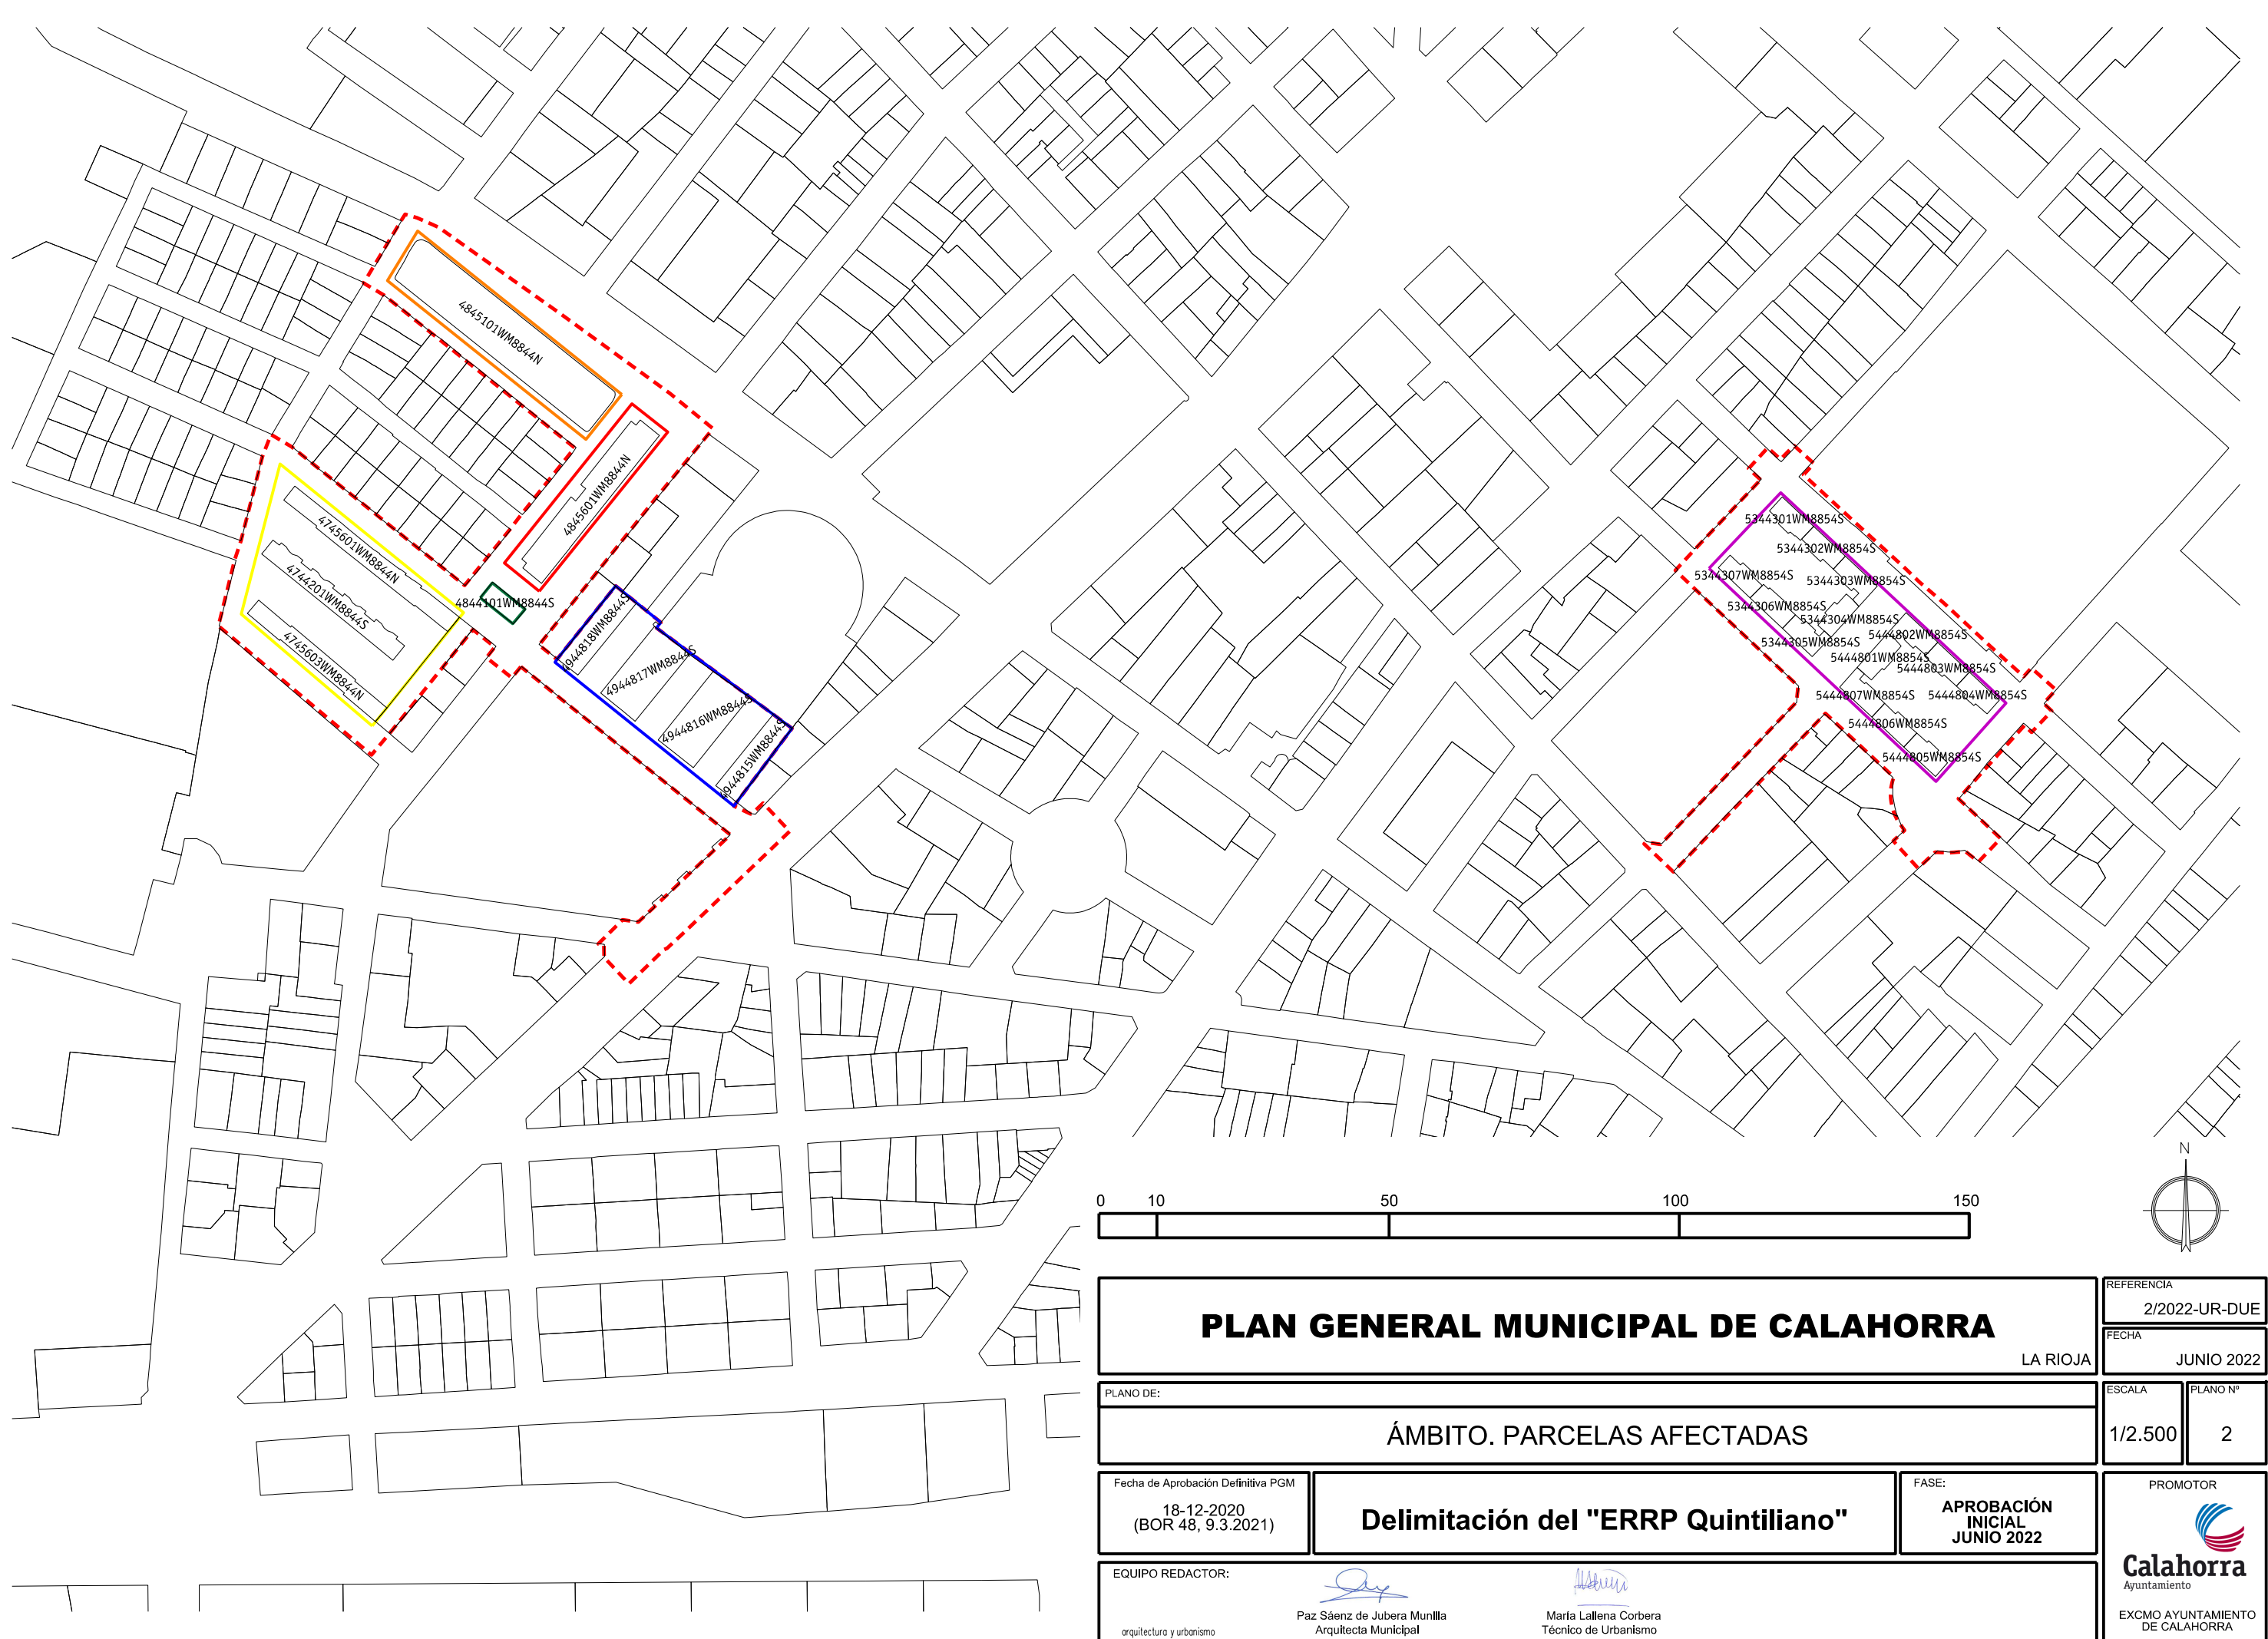 4845101WM8844N
4845601WM8844N
4745601WM8844N
4744201WM8844S
4745603WM8844N
4844101WM8844S
4944818WM8844S
4944817WM8844S
4944816WM8844S
4944815WM8844S
5344301WM8854S
5344302WM8854S
5344307WM8854S
5344303WM8854S
5344306WM8854S
5344304WM8854S
5344305WM8854S
5444802WM8854S
5444801WM8854S
5444803WM8854S
5444807WM8854S
5444804WM8854S
5444806WM8854S
5444805WM8854S
N
0 10 50 100 150
PLAN GENERAL MUNICIPAL DE CALAHORRA
LA RIOJA
REFERENCIA
2/2022-UR-DUE
FECHA
JUNIO 2022
PLANO DE:
ÁMBITO. PARCELAS AFECTADAS
ESCALA
1/2.500
PLANO Nº
2
Fecha de Aprobación Definitiva PGM
18-12-2020
(BOR 48, 9.3.2021)
Delimitación del "ERRP Quintiliano"
FASE:
APROBACIÓN
INICIAL
JUNIO 2022
PROMOTOR
Calahorra
Ayuntamiento
EXCMO AYUNTAMIENTO
DE CALAHORRA
EQUIPO REDACTOR:
arquitectura y urbanismo
Paz Sáenz de Jubera Munilla
Arquitecta Municipal
María Lallena Corbera
Técnico de Urbanismo